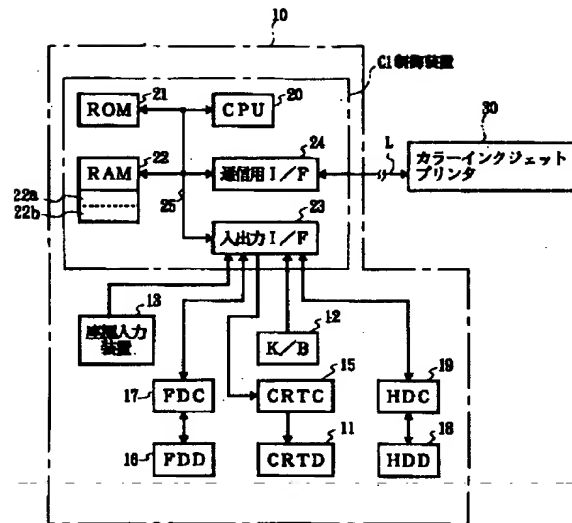 10
C1 制御装置
21
20
ROM
CPU
22
24
30
RAM
通信用 I/F
L
カラーインクジェット
プリンタ
22a
22b
25
23
入出力 I/F
13
座標入力
装置
12
K/B
15
19
17
FDC
CRTC
HDC
11
18
16
FDD
CRTD
HDD